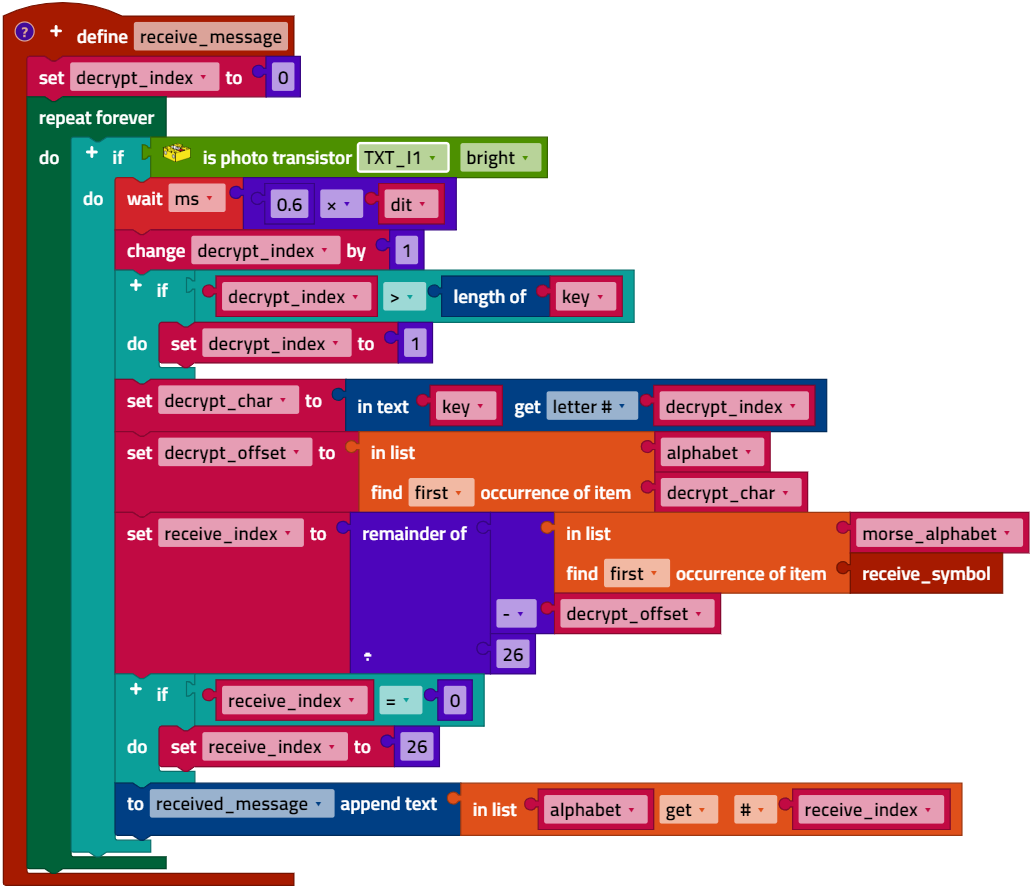 ? + define receive_message
set decrypt_index to 0
repeat forever
do + if is photo transistor TXT_I1 bright
do wait ms 0.6 × dit
change decrypt_index by 1
+ if decrypt_index > length of key
do set decrypt_index to 1
set decrypt_char to in text key get letter # decrypt_index
set decrypt_offset to in list alphabet
find first occurrence of item decrypt_char
set receive_index to remainder of in list morse_alphabet
find first occurrence of item receive_symbol
- decrypt_offset
÷ 26
+ if receive_index = 0
do set receive_index to 26
to received_message append text in list alphabet get # receive_index